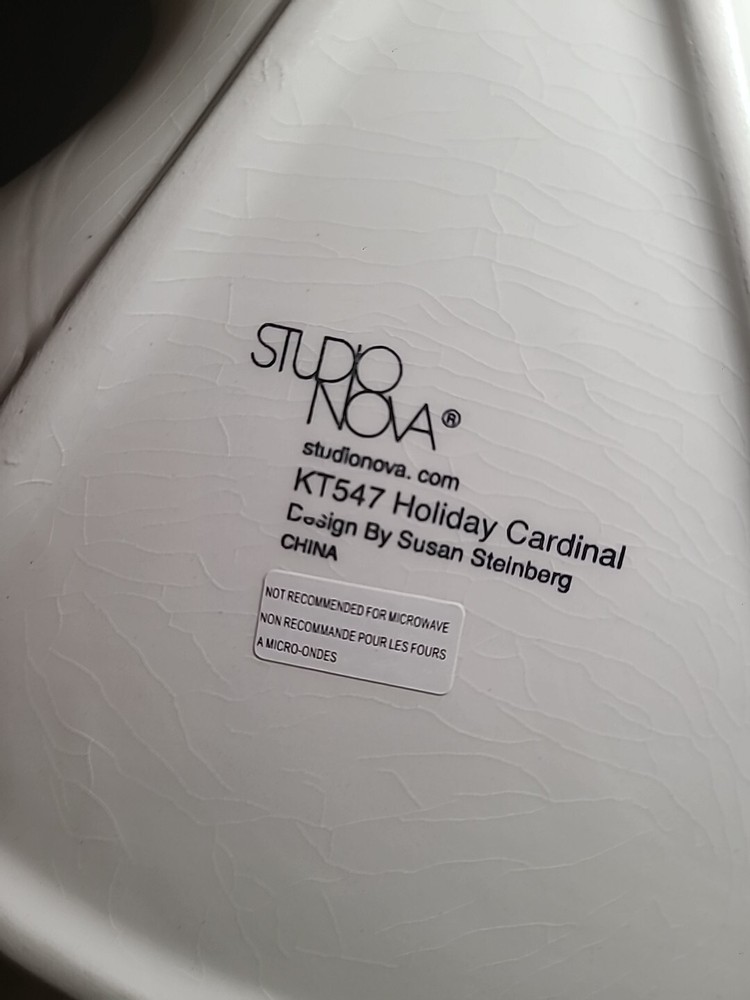 STUDIO
NOVA®
studionova. com
KT547 Holiday Cardinal
Design By Susan Steinberg
CHINA
NOT RECOMMENDED FOR MICROWAVE
NON RECOMMANDE POUR LES FOURS
A MICRO-ONDES